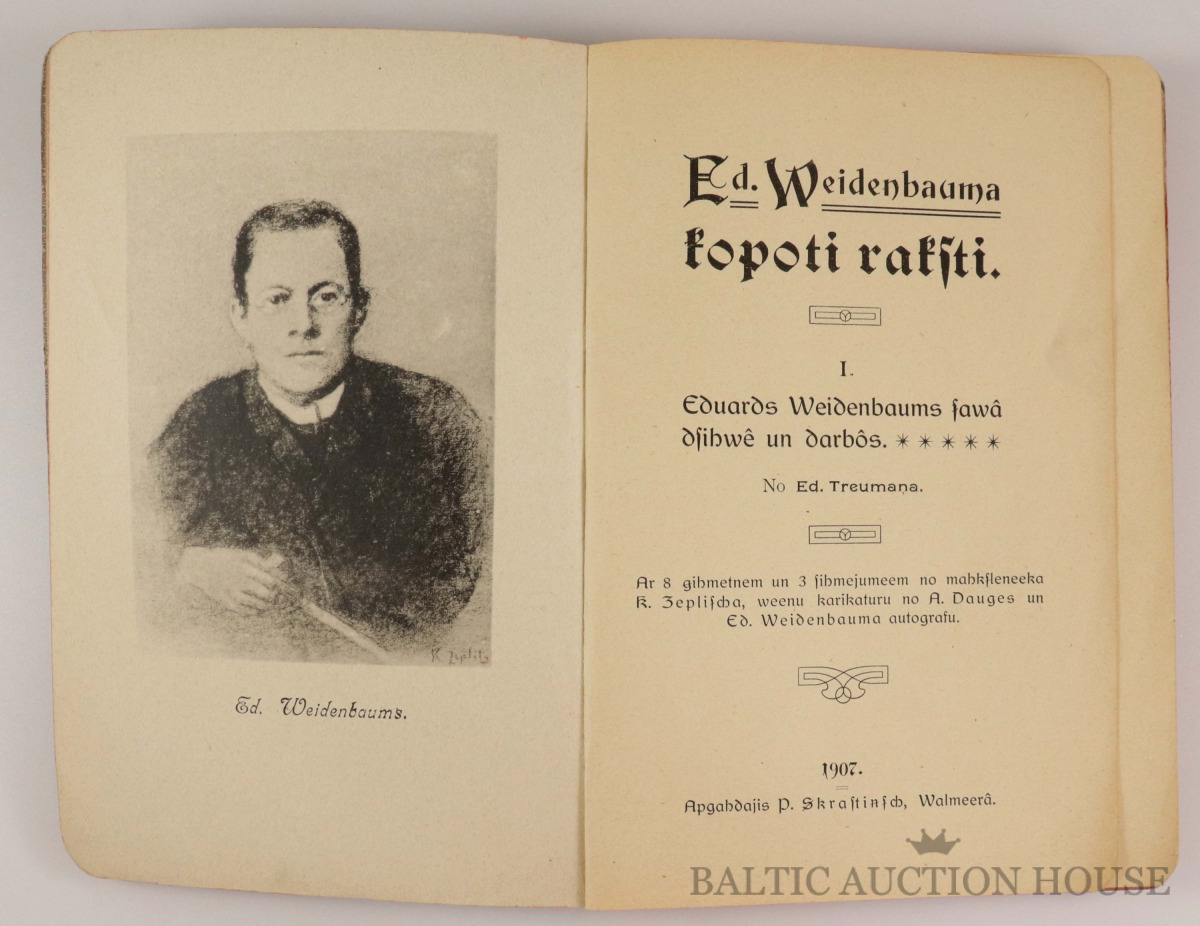 K Zeplit
Ed. Weidenbaums.
Ed. Weidenbauma
kopoti rakſti.
I.
Eduards Weidenbaums ſawâ
dſihwê un darbôs. ✶ ✶ ✶ ✶ ✶
No Ed. Treumaņa.
Ar 8 gihmetnem un 3 ſihmejumeem no mahkſleneeka
K. Zepliſcha, weenu karikaturu no A. Dauges un
Ed. Weidenbauma autografu.
1907.
Apgahdajis P. Skraſtinſch, Walmeerâ.
BALTIC AUCTION HOUSE